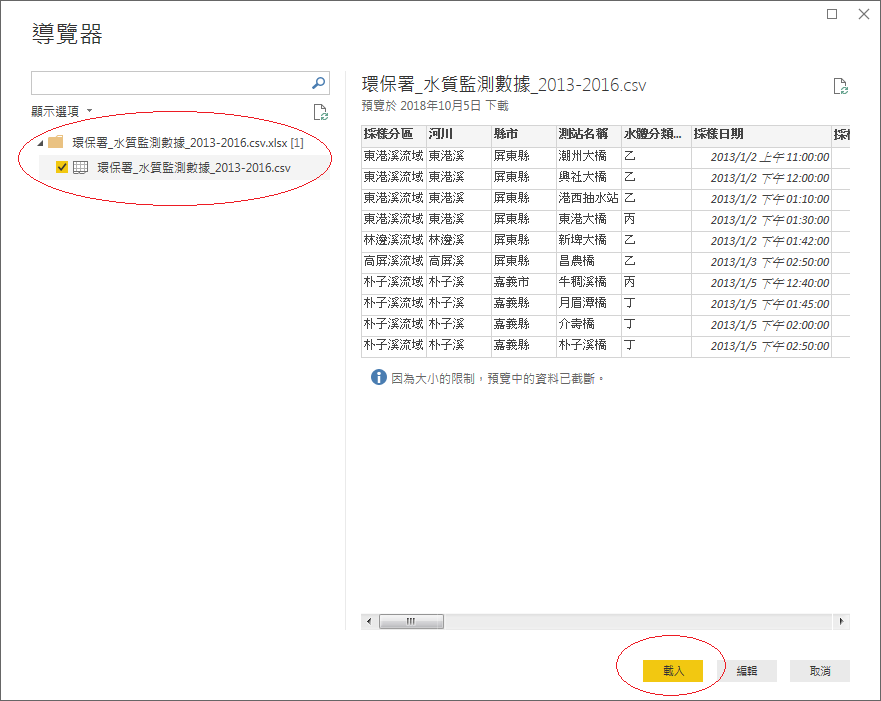 導覽器
顯示選項
環保署_水質監測數據_2013-2016.csv.xlsx [1]
環保署_水質監測數據_2013-2016.csv
環保署_水質監測數據_2013-2016.csv
預覽於 2018年10月5日 下載
採樣分區 河川 縣市 測站名稱 水體分類... 採樣日期 採樣
東港溪流域 東港溪 屏東縣 潮州大橋 乙 2013/1/2 上午 11:00:00
東港溪流域 東港溪 屏東縣 興社大橋 乙 2013/1/2 下午 12:00:00
東港溪流域 東港溪 屏東縣 港西抽水站 乙 2013/1/2 下午 01:10:00
東港溪流域 東港溪 屏東縣 東港大橋 丙 2013/1/2 下午 01:30:00
林邊溪流域 林邊溪 屏東縣 新埤大橋 乙 2013/1/2 下午 01:42:00
高屏溪流域 高屏溪 屏東縣 昌農橋 乙 2013/1/3 下午 02:50:00
朴子溪流域 朴子溪 嘉義市 牛稠溪橋 丙 2013/1/5 下午 12:40:00
朴子溪流域 朴子溪 嘉義縣 月眉潭橋 丁 2013/1/5 下午 01:45:00
朴子溪流域 朴子溪 嘉義縣 介壽橋 丁 2013/1/5 下午 02:00:00
朴子溪流域 朴子溪 嘉義縣 朴子溪橋 丁 2013/1/5 下午 02:50:00
因為大小的限制，預覽中的資料已截斷。
載入 編輯 取消